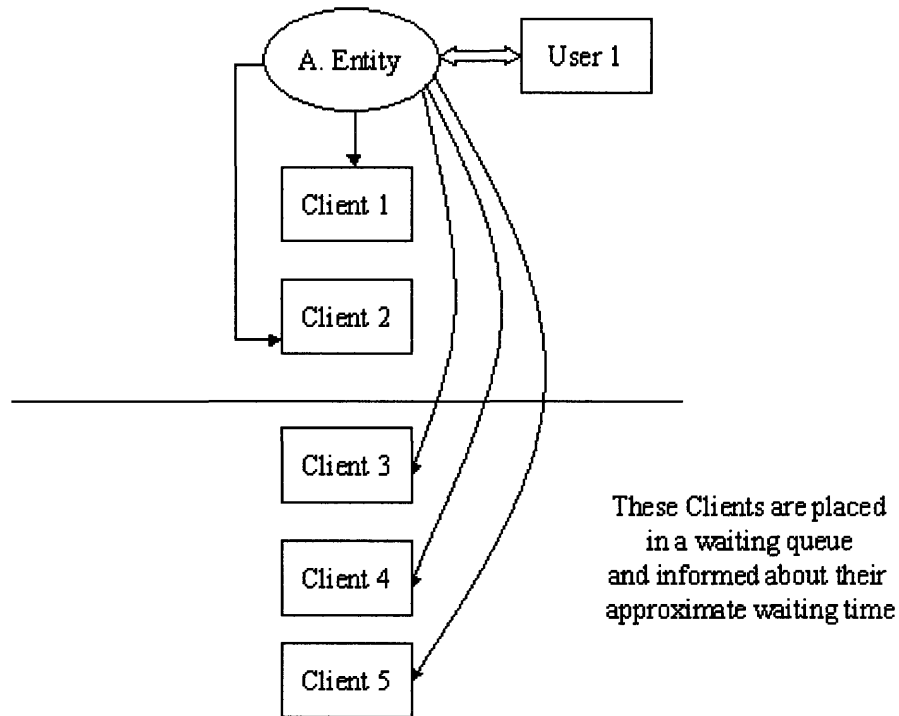 A. Entity
User 1
Client 1
Client 2
Client 3
Client 4
Client 5
These Clients are placed
in a waiting queue
and informed about their
approximate waiting time